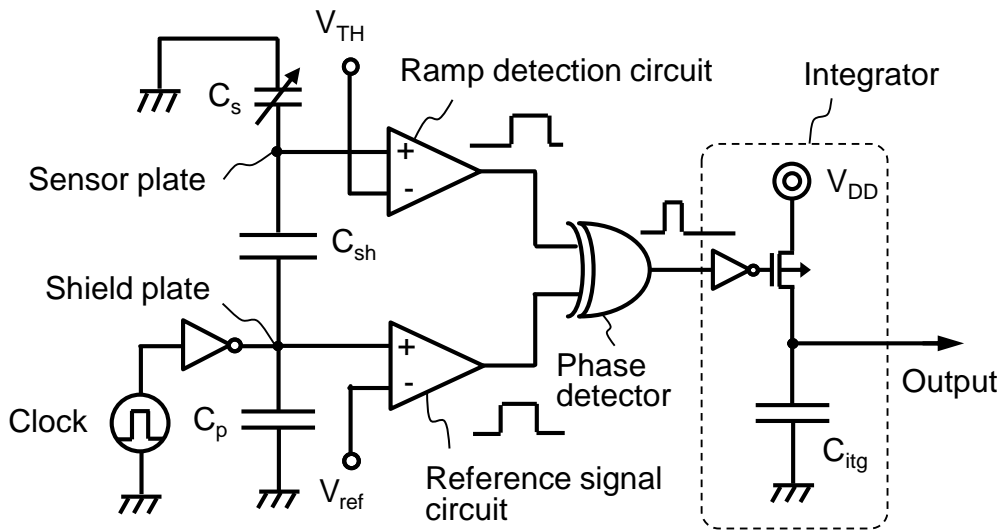 V_TH
Ramp detection circuit
Integrator
C_s
+
-
V_DD
Sensor plate
C_sh
Shield plate
+
-
Phase
detector
Output
Clock
C_p
C_itg
V_ref
Reference signal
circuit